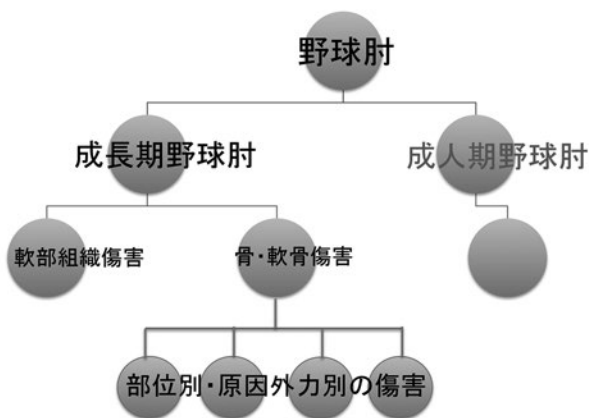 野球肘
成長期野球肘
成人期野球肘
軟部組織傷害
骨・軟骨傷害
部位別・原因外力別の傷害